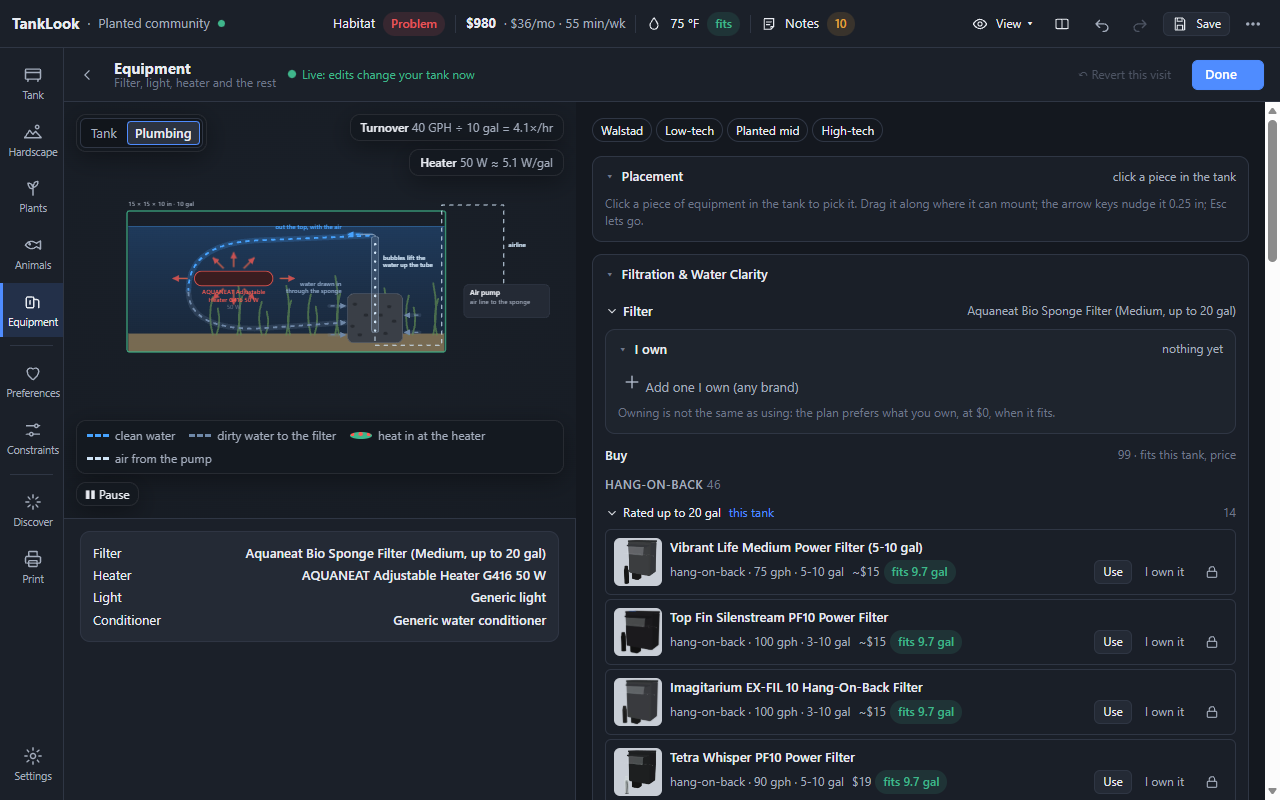 TankLook · Planted community
Habitat Problem $980 · $36/mo · 55 min/wk 75 °F fits Notes 10
View Save
Tank
Hardscape
Plants
Animals
Equipment
Preferences
Constraints
Discover
Print
Settings
Equipment
Filter, light, heater and the rest
Live: edits change your tank now
Revert this visit
Done
Tank Plumbing
Turnover 40 GPH ÷ 10 gal = 4.1×/hr
Heater 50 W ≈ 5.1 W/gal
15 × 15 × 10 in · 10 gal
out the top, with the air
airline
bubbles lift the
water up the tube
water drawn in
through the sponge
AQUANEAT Adjustable
Heater G416 50 W
Air pump
air line to the sponge
clean water dirty water to the filter heat in at the heater
air from the pump
Pause
Filter Aquaneat Bio Sponge Filter (Medium, up to 20 gal)
Heater AQUANEAT Adjustable Heater G416 50 W
Light Generic light
Conditioner Generic water conditioner
Walstad Low-tech Planted mid High-tech
Placement click a piece in the tank
Click a piece of equipment in the tank to pick it. Drag it along where it can mount; the arrow keys nudge it 0.25 in; Esc
lets go.
Filtration & Water Clarity
Filter Aquaneat Bio Sponge Filter (Medium, up to 20 gal)
I own nothing yet
Add one I own (any brand)
Owning is not the same as using: the plan prefers what you own, at $0, when it fits.
Buy 99 · fits this tank, price
HANG-ON-BACK 46
Rated up to 20 gal this tank 14
Vibrant Life Medium Power Filter (5-10 gal)
hang-on-back · 75 gph · 5-10 gal ~$15 fits 9.7 gal Use I own it
Top Fin Silenstream PF10 Power Filter
hang-on-back · 100 gph · 3-10 gal ~$15 fits 9.7 gal Use I own it
Imagitarium EX-FIL 10 Hang-On-Back Filter
hang-on-back · 100 gph · 3-10 gal ~$15 fits 9.7 gal Use I own it
Tetra Whisper PF10 Power Filter
hang-on-back · 90 gph · 5-10 gal $19 fits 9.7 gal Use I own it